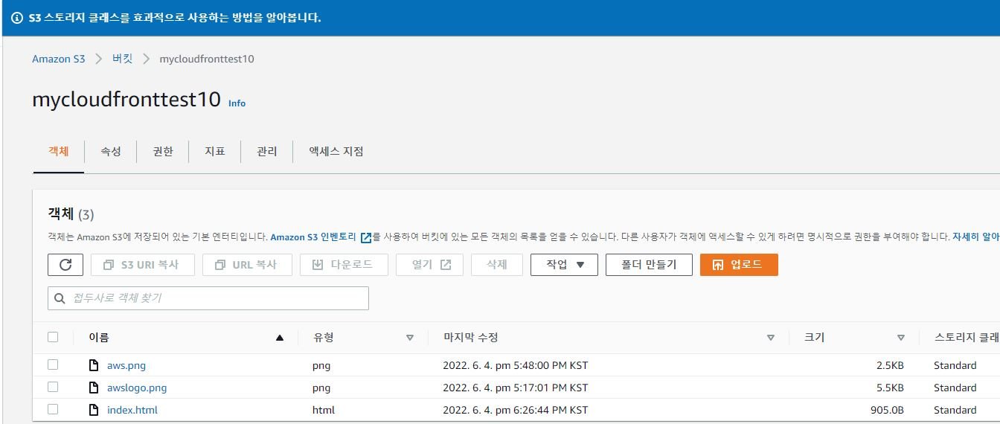 S3 스토리지 클래스를 효과적으로 사용하는 방법을 알아봅니다.
Amazon S3 > 버킷 > mycloudfronttest10
mycloudfronttest10 Info
객체 속성 권한 지표 관리 액세스 지점
객체 (3)
객체는 Amazon S3에 저장되어 있는 기본 엔터티입니다. Amazon S3 인벤토리 를 사용하여 버킷에 있는 모든 객체의 목록을 얻을 수 있습니다. 다른 사용자가 객체에 액세스할 수 있게 하려면 명시적으로 권한을 부여해야 합니다. 자세히 알아
S3 URI 복사 URL 복사 다운로드 열기 삭제 작업 폴더 만들기 업로드
접두사로 객체 찾기
이름 유형 마지막 수정 크기 스토리지 클래
aws.png png 2022. 6. 4. pm 5:48:00 PM KST 2.5KB Standard
awslogo.png png 2022. 6. 4. pm 5:17:01 PM KST 5.5KB Standard
index.html html 2022. 6. 4. pm 6:26:44 PM KST 905.0B Standard